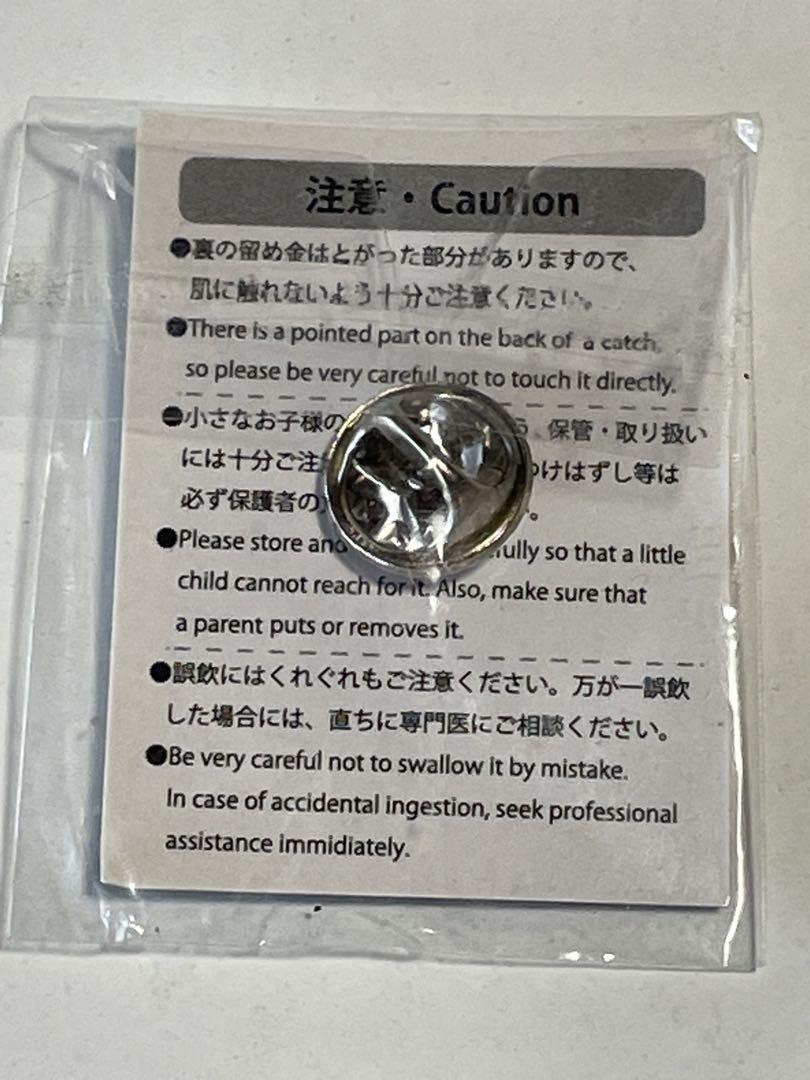 注意・Caution
●裏の留め金はとがった部分がありますので、
肌に触れないよう十分ご注意ください。
●There is a pointed part on the back of a catch,
so please be very careful not to touch it directly.
●小さなお子様の 保管・取り扱い
には十分ご注 けはずし等は
必ず保護者の 。
●Please store and so that a little
child cannot reach for it. Also, make sure that
a parent puts or removes it.
●誤飲にはくれぐれもご注意ください。万が一誤飲
した場合には、直ちに専門医にご相談ください。
●Be very careful not to swallow it by mistake.
In case of accidental ingestion, seek professional
assistance immidiately.